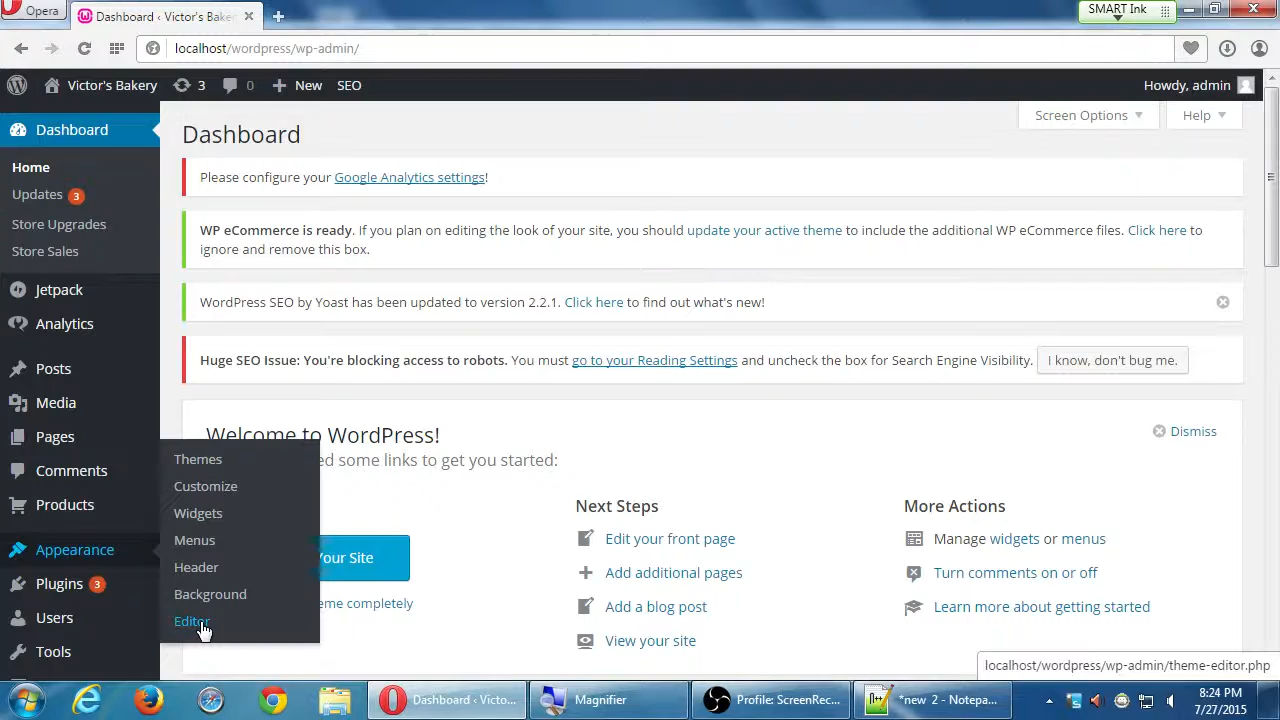 Opera
Dashboard ‹ Victor's Baker
SMART Ink
localhost/wordpress/wp-admin/
Victor's Bakery
3
0
New
SEO
Howdy, admin
Dashboard
Home
Updates 3
Store Upgrades
Store Sales
Jetpack
Analytics
Posts
Media
Pages
Comments
Products
Appearance
Plugins 3
Users
Tools
Themes
Customize
Widgets
Menus
Header
Background
Editor
Dashboard
Screen Options
Help
Please configure your Google Analytics settings!
WP eCommerce is ready. If you plan on editing the look of your site, you should update your active theme to include the additional WP eCommerce files. Click here to
ignore and remove this box.
WordPress SEO by Yoast has been updated to version 2.2.1. Click here to find out what's new!
Huge SEO Issue: You're blocking access to robots. You must go to your Reading Settings and uncheck the box for Search Engine Visibility.
I know, don't bug me.
Welcome to WordPress!
Dismiss
ed some links to get you started:
our Site
eme completely
Next Steps
Edit your front page
Add additional pages
Add a blog post
View your site
More Actions
Manage widgets or menus
Turn comments on or off
Learn more about getting started
localhost/wordpress/wp-admin/theme-editor.php
Dashboard ‹ Victo...
Magnifier
Profile: ScreenRec...
*new 2 - Notepa...
8:24 PM
7/27/2015